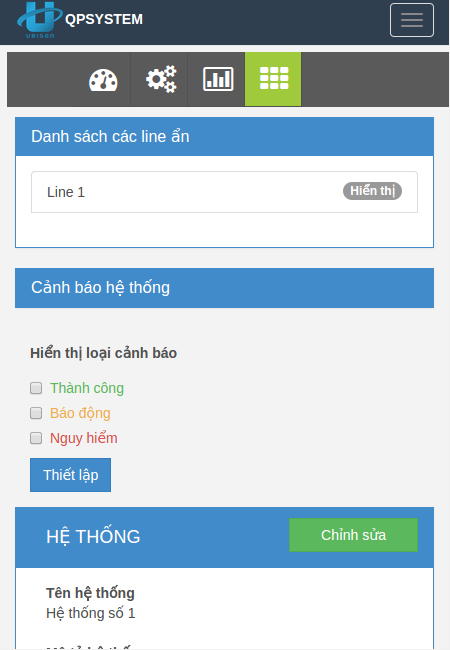 UBISEN
QPSYSTEM
Danh sách các line ẩn
Line 1
Hiển thị
Cảnh báo hệ thống
Hiển thị loại cảnh báo
Thành công
Báo động
Nguy hiểm
Thiết lập
HỆ THỐNG
Chỉnh sửa
Tên hệ thống
Hệ thống số 1